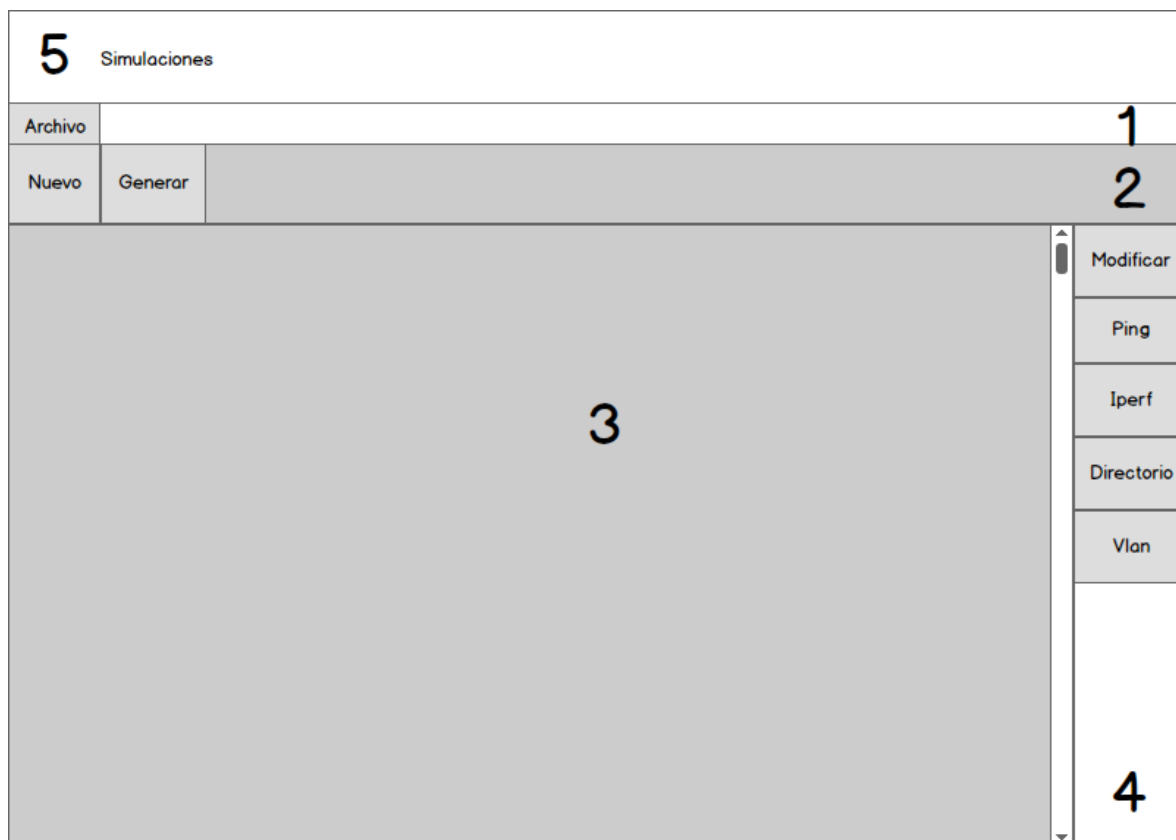 5 Simulaciones
Archivo 1
Nuevo Generar 2
Modificar
Ping
Iperf
3
Directorio
Vlan
4